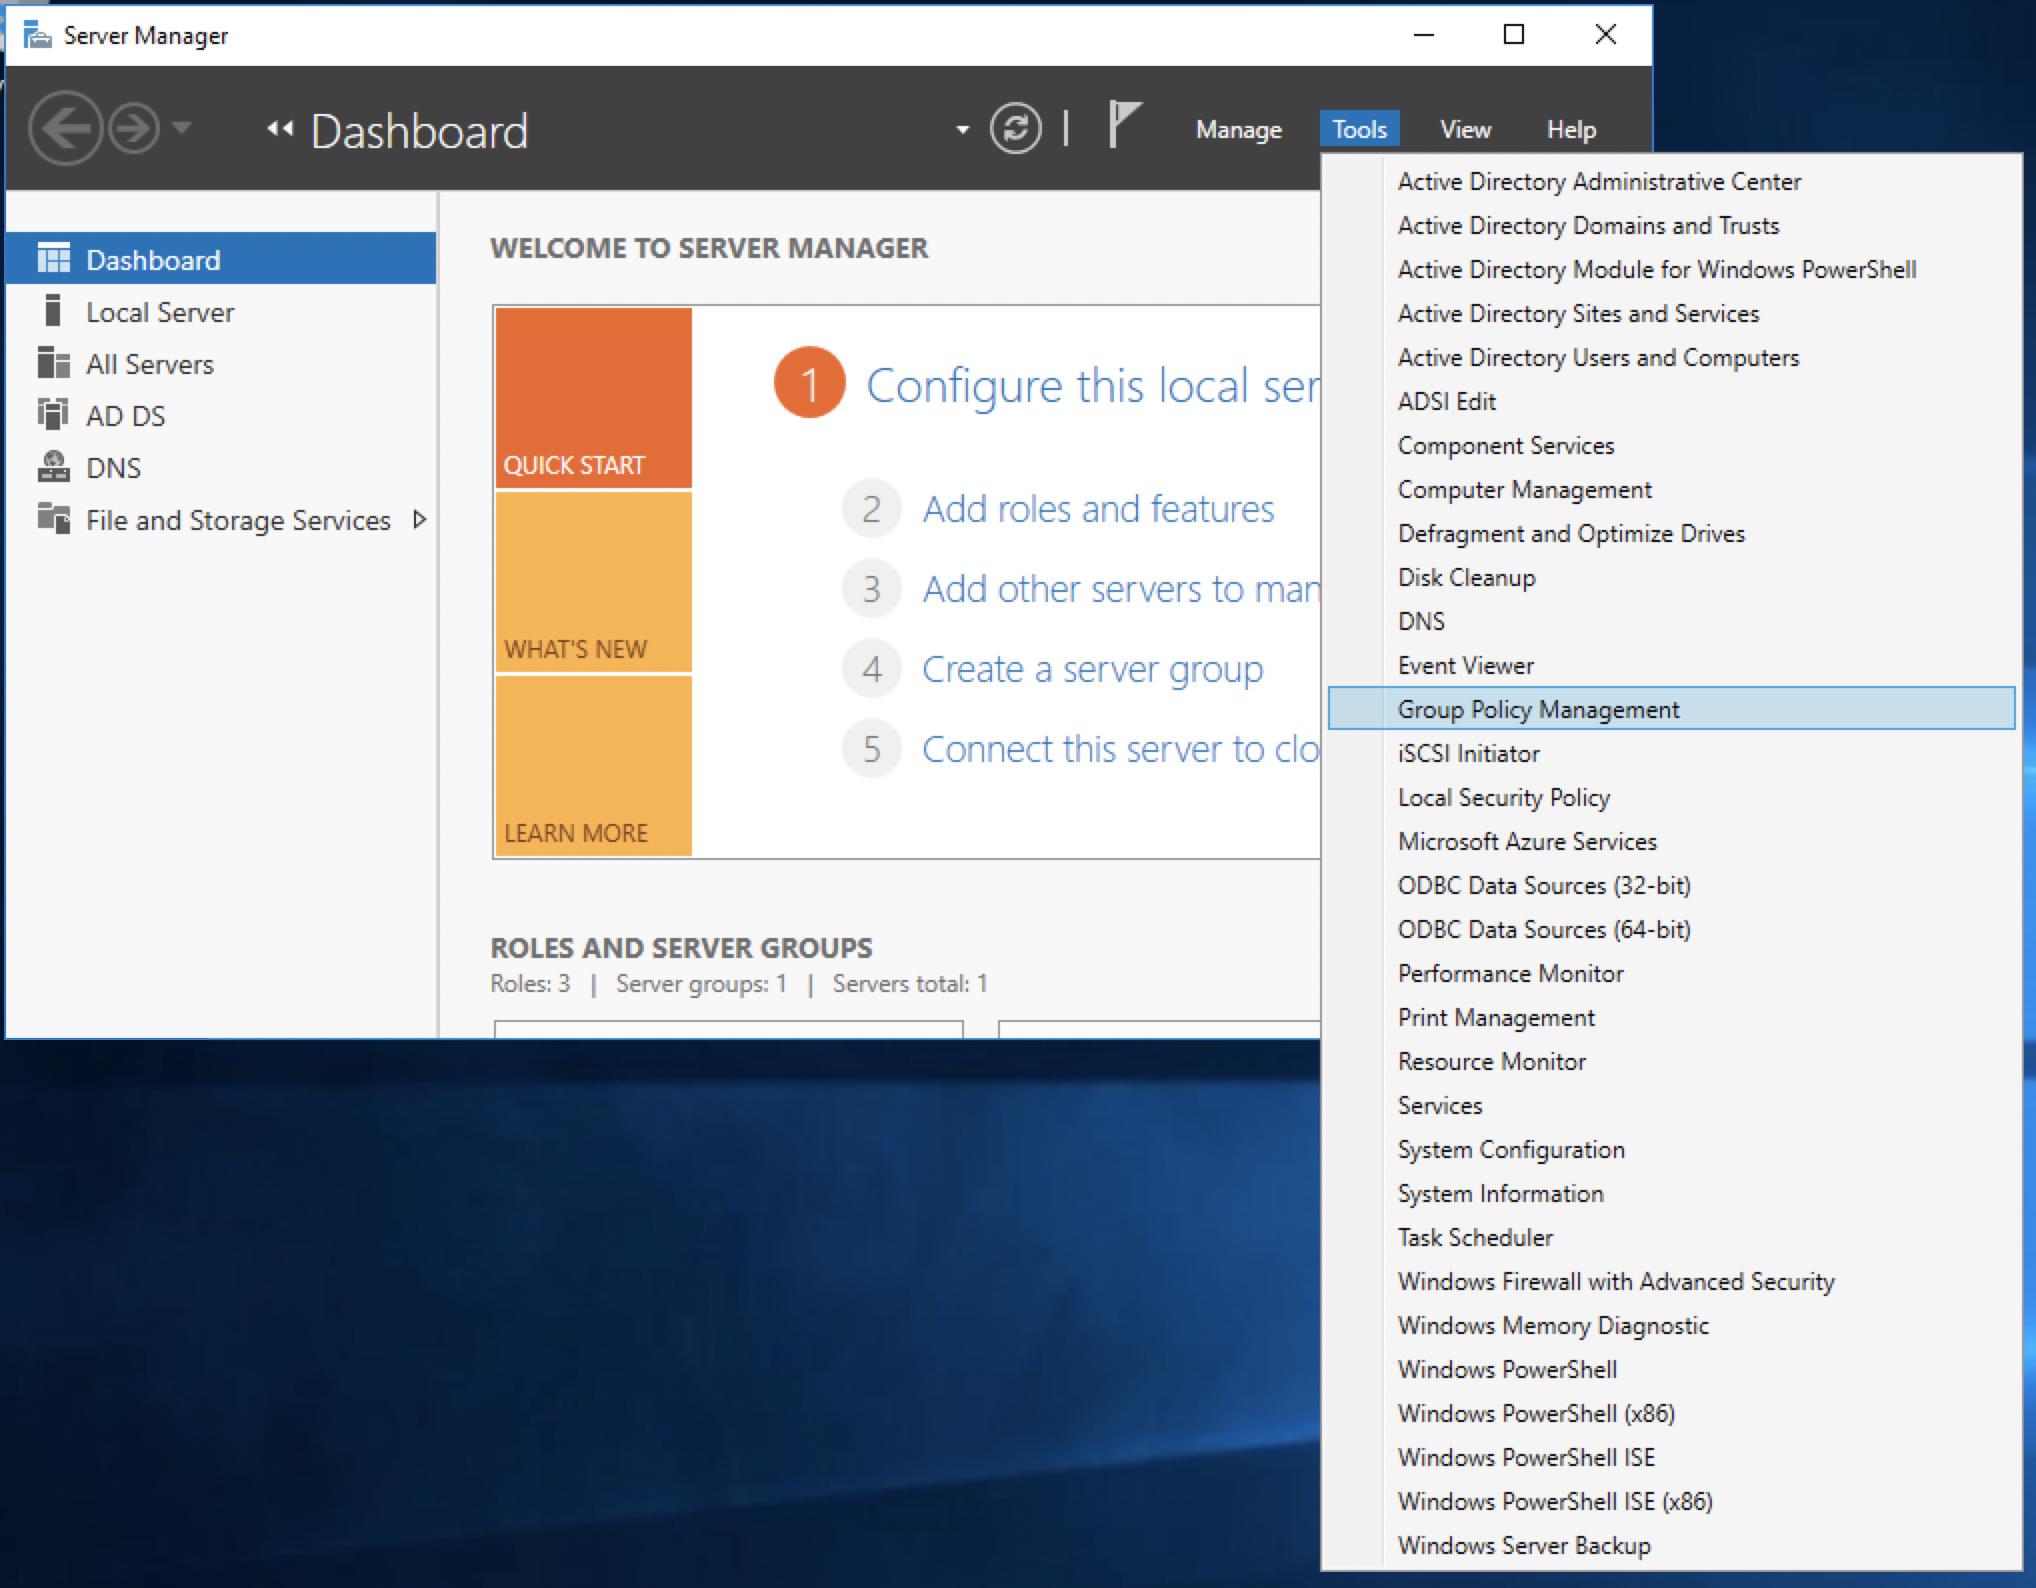 Server Manager
Dashboard
Manage
Tools
View
Help
Dashboard
Local Server
All Servers
AD DS
DNS
File and Storage Services
WELCOME TO SERVER MANAGER
QUICK START
WHAT'S NEW
LEARN MORE
1 Configure this local ser
2 Add roles and features
3 Add other servers to man
4 Create a server group
5 Connect this server to clo
ROLES AND SERVER GROUPS
Roles: 3 | Server groups: 1 | Servers total: 1
Active Directory Administrative Center
Active Directory Domains and Trusts
Active Directory Module for Windows PowerShell
Active Directory Sites and Services
Active Directory Users and Computers
ADSI Edit
Component Services
Computer Management
Defragment and Optimize Drives
Disk Cleanup
DNS
Event Viewer
Group Policy Management
iSCSI Initiator
Local Security Policy
Microsoft Azure Services
ODBC Data Sources (32-bit)
ODBC Data Sources (64-bit)
Performance Monitor
Print Management
Resource Monitor
Services
System Configuration
System Information
Task Scheduler
Windows Firewall with Advanced Security
Windows Memory Diagnostic
Windows PowerShell
Windows PowerShell (x86)
Windows PowerShell ISE
Windows PowerShell ISE (x86)
Windows Server Backup